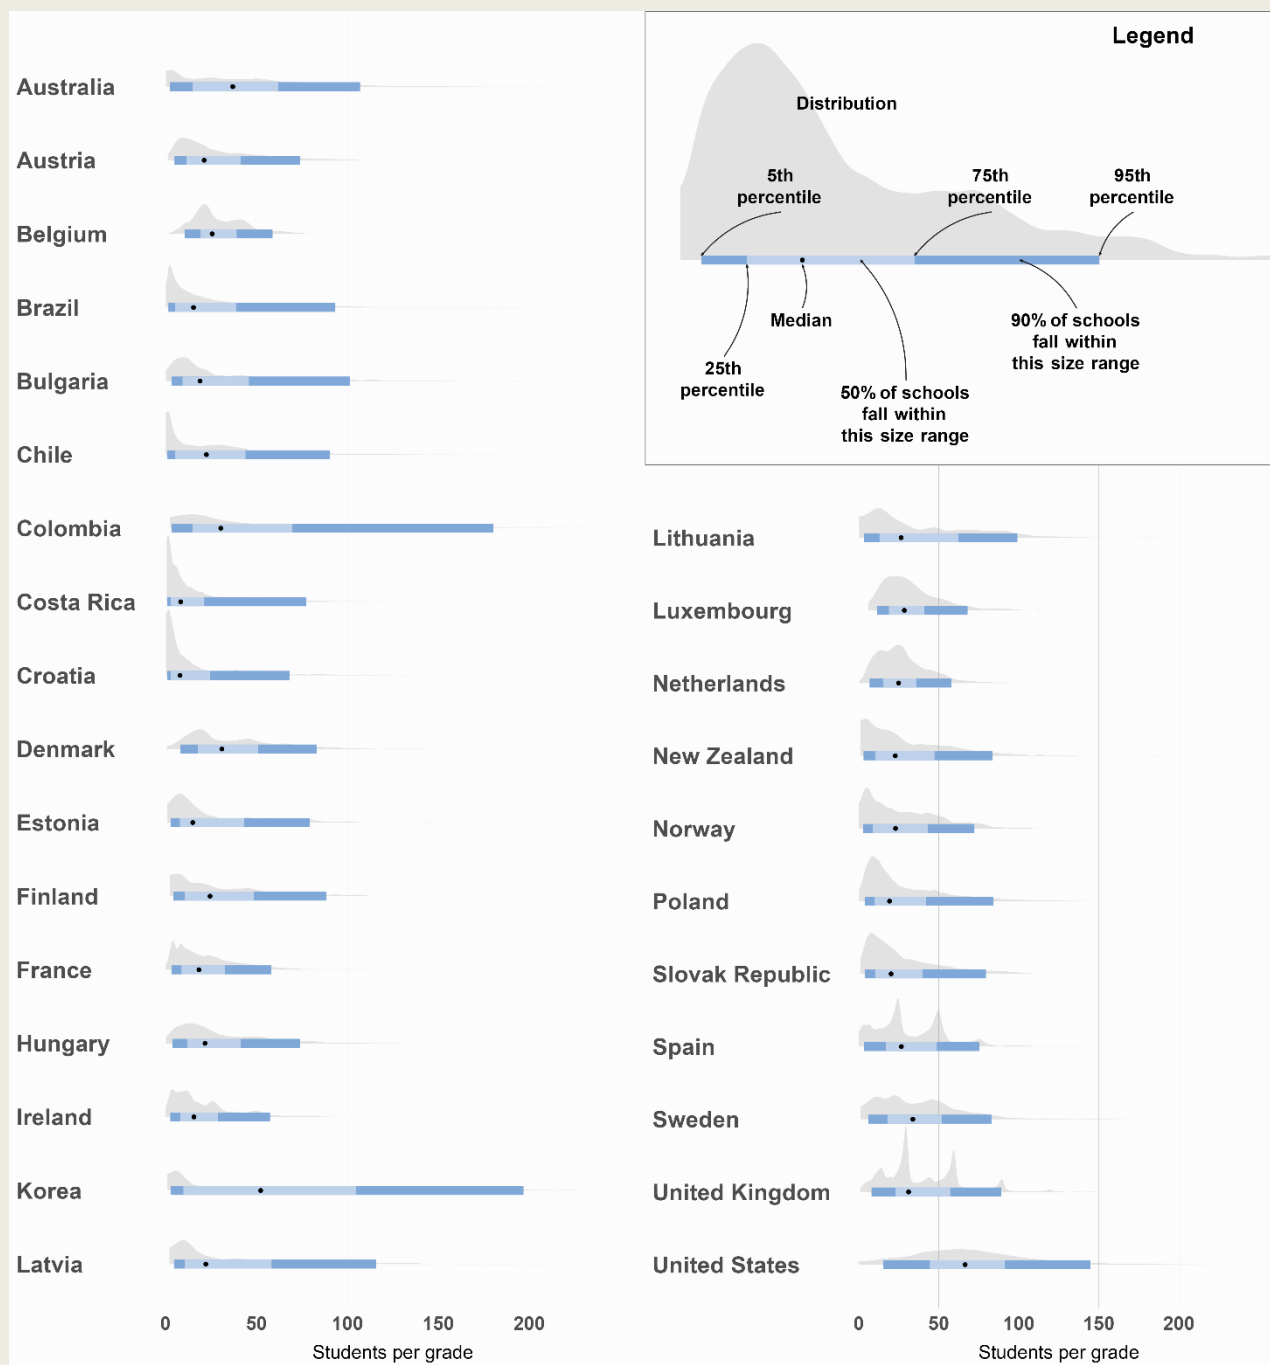 Legend
Distribution
5th
percentile
75th
percentile
95th
percentile
Median
25th
percentile
50% of schools
fall within
this size range
90% of schools
fall within
this size range
Australia
Austria
Belgium
Brazil
Bulgaria
Chile
Colombia
Costa Rica
Croatia
Denmark
Estonia
Finland
France
Hungary
Ireland
Korea
Latvia
0 50 100 150 200
Students per grade
Lithuania
Luxembourg
Netherlands
New Zealand
Norway
Poland
Slovak Republic
Spain
Sweden
United Kingdom
United States
0 50 100 150 200
Students per grade